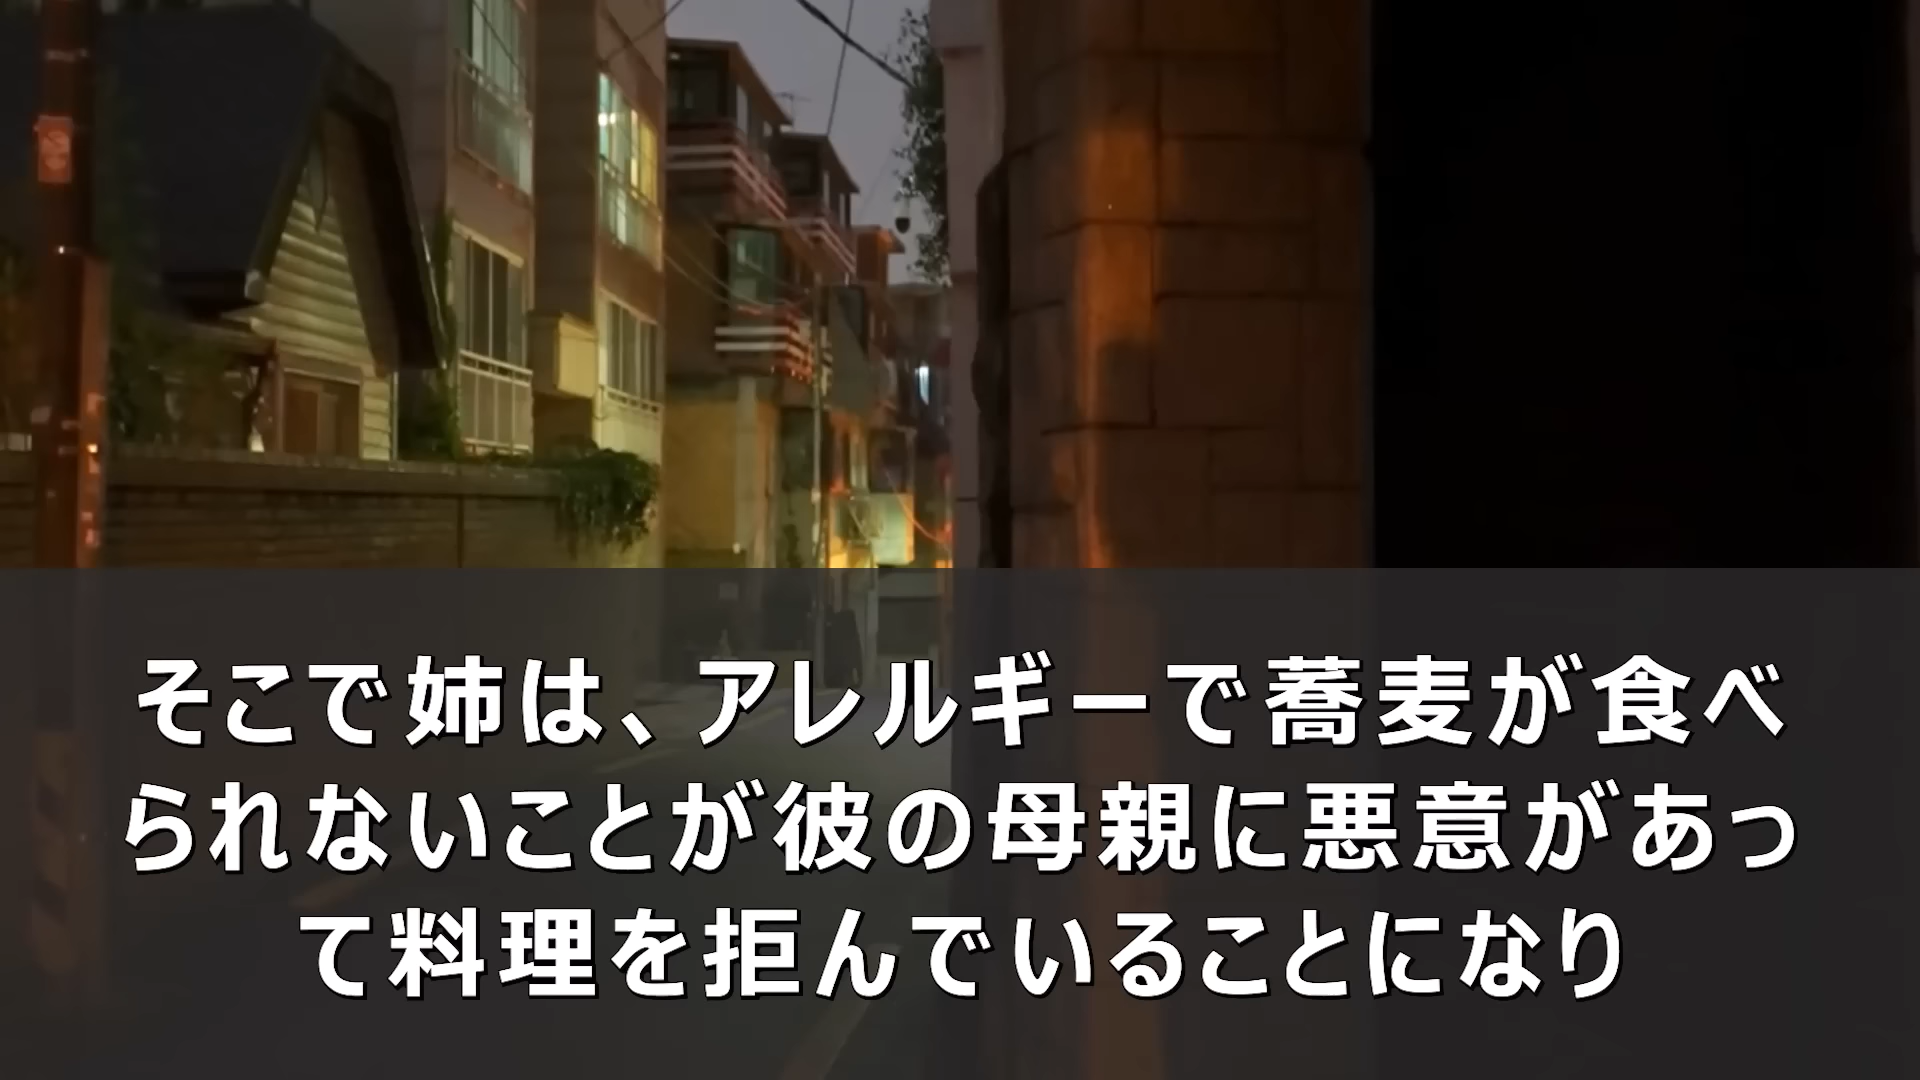 そこで姉は、アレルギーで蕎麦が食べ
られないことが彼の母親に悪意があっ
て料理を拒んでいることになり